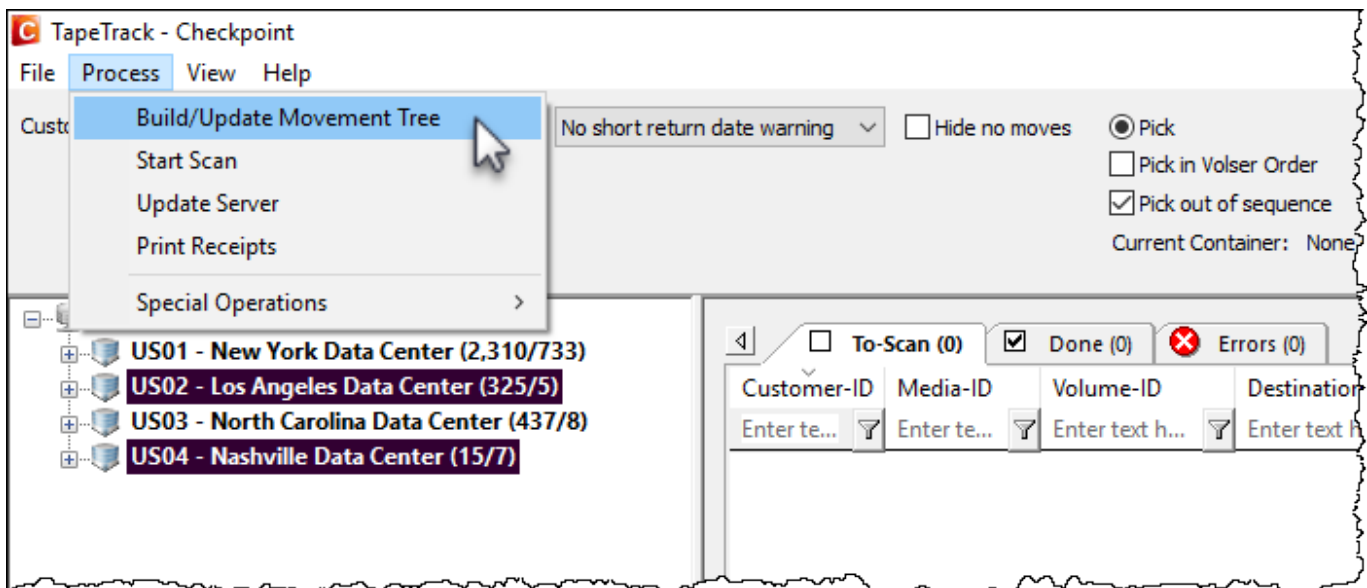 TapeTrack - Checkpoint
File Process View Help
Build/Update Movement Tree
Start Scan
Update Server
Print Receipts
Special Operations
No short return date warning
Hide no moves
Pick
Pick in Volser Order
Pick out of sequence
Current Container: None
US01 - New York Data Center (2,310/733)
US02 - Los Angeles Data Center (325/5)
US03 - North Carolina Data Center (437/8)
US04 - Nashville Data Center (15/7)
To-Scan (0) Done (0) Errors (0)
Customer-ID Media-ID Volume-ID Destination
Enter te... Enter te... Enter text h... Enter text h